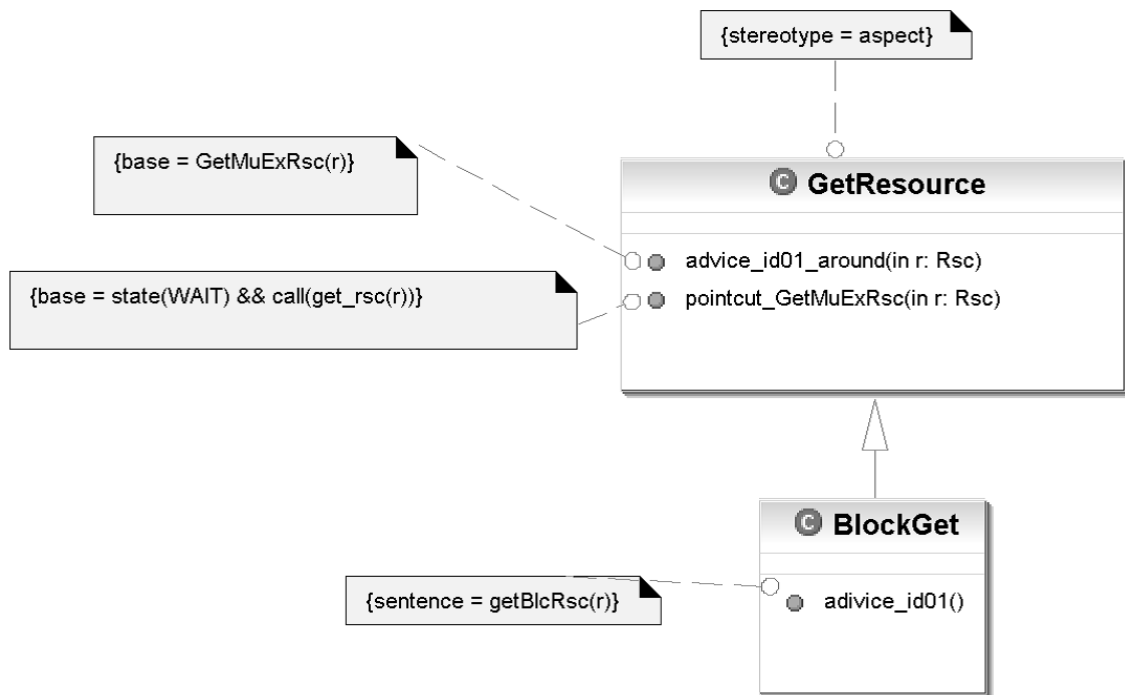 {stereotype = aspect}
{base = GetMuExRsc(r)}
C GetResource
advice_id01_around(in r: Rsc)
{base = state(WAIT) && call(get_rsc(r))}
pointcut_GetMuExRsc(in r: Rsc)
C BlockGet
{sentence = getBlcRsc(r)}
adivice_id01()